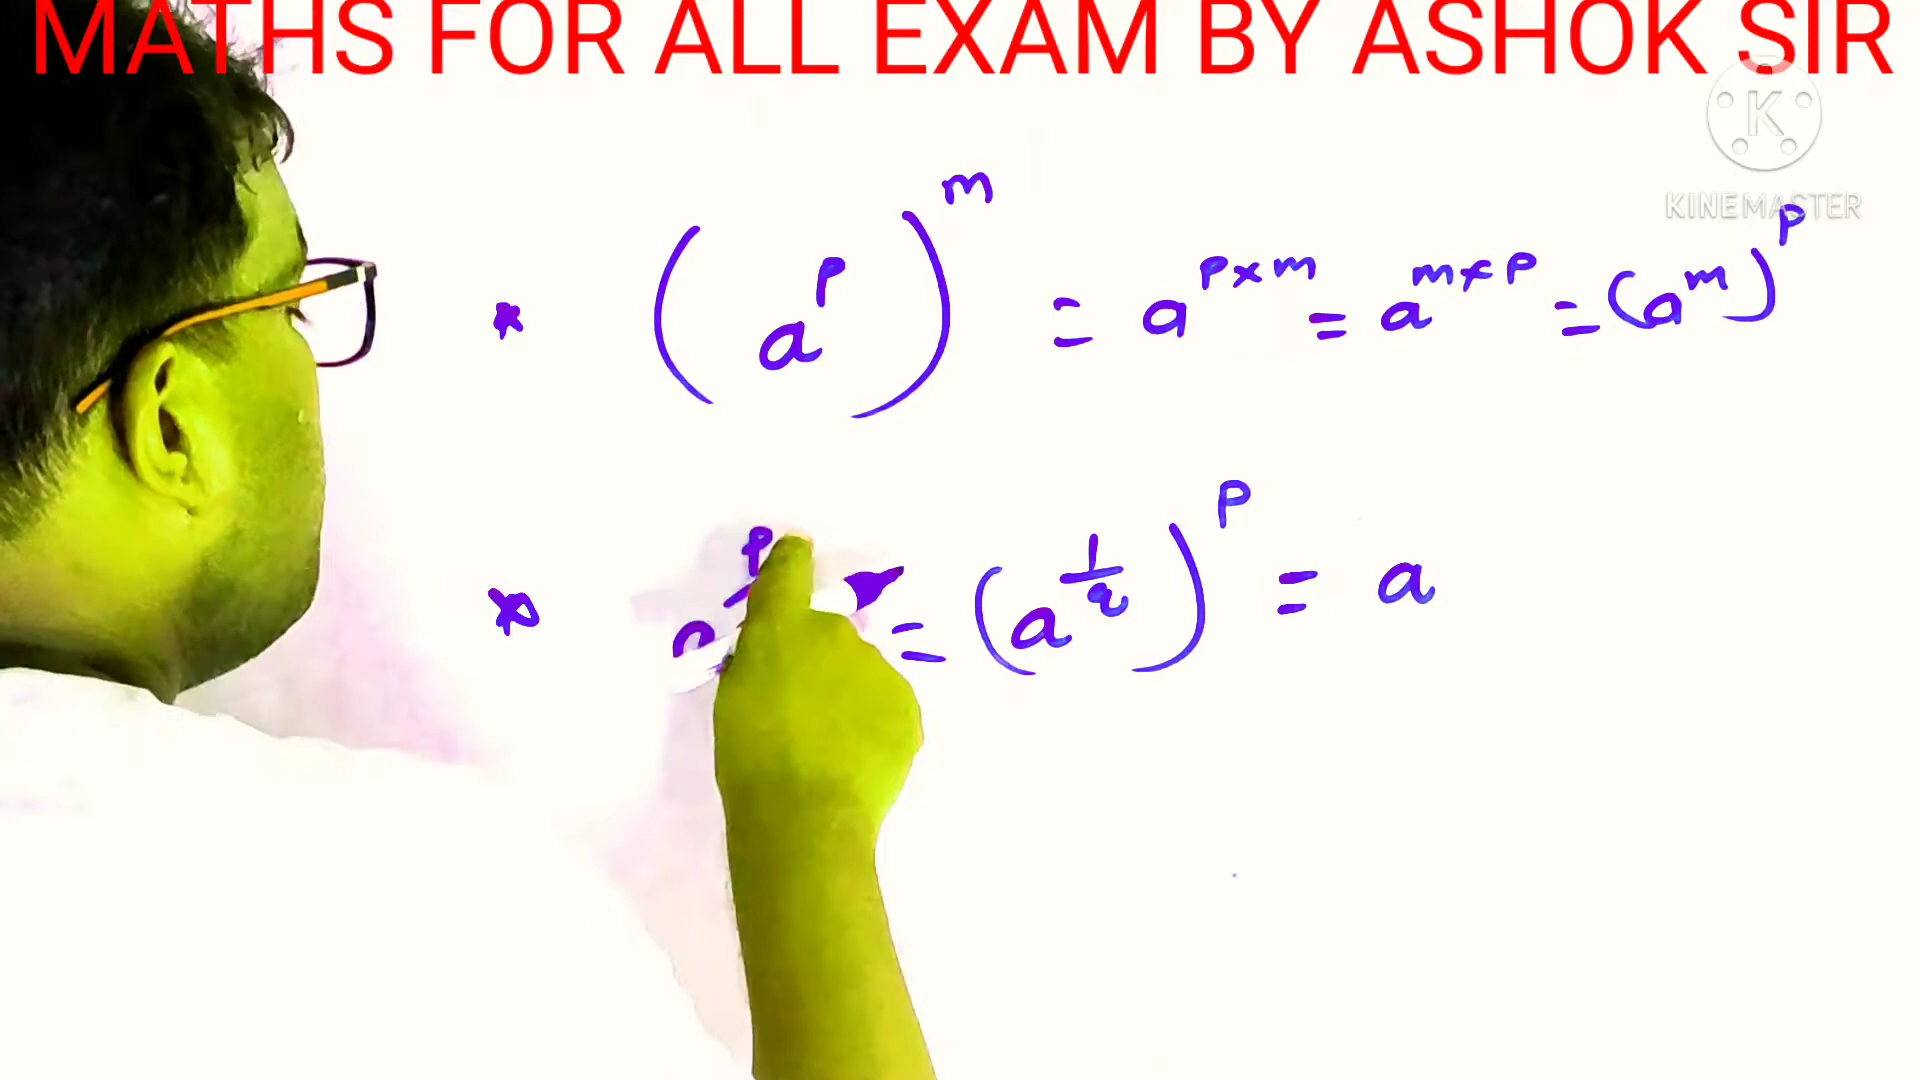 MATHS FOR ALL EXAM BY ASHOK SIR
K
KINEMASTER
* (a^p)^m = a^{p×m} = a^{m×p} = (a^m)^p
* a^p = (a^{1/q})^p = a